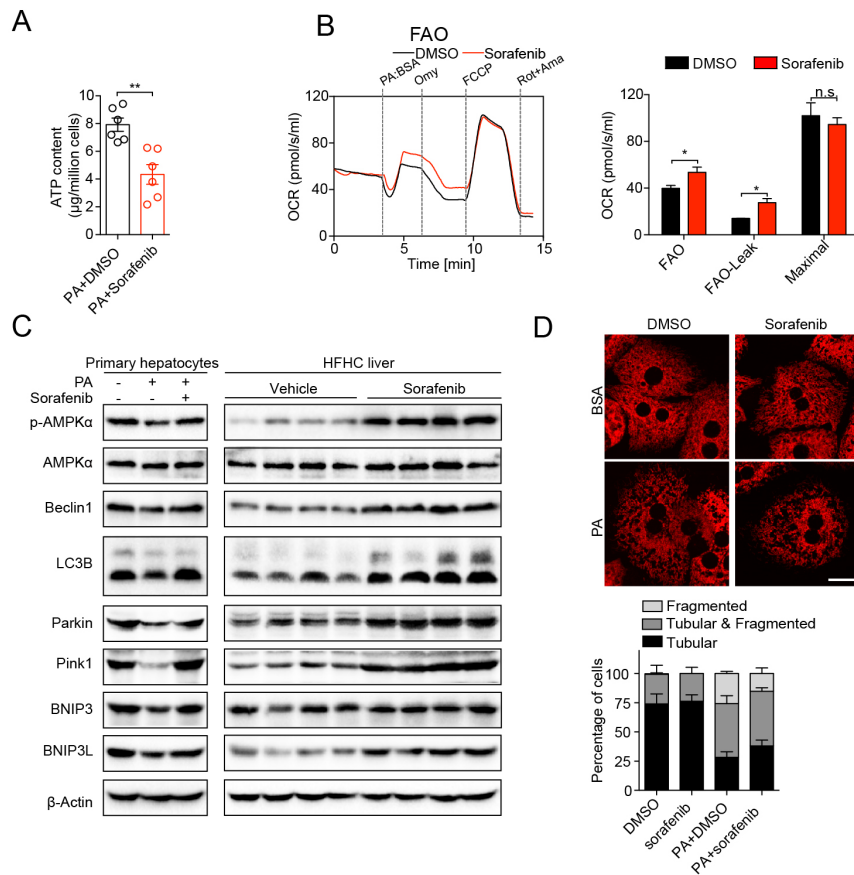 A
**
ATP content
(μg/million cells)
10
8
6
4
2
0
PA+DMSO
PA+Sorafenib
B
FAO
DMSO
Sorafenib
PA:BSA
Omy
FCCP
Rot+Ama
OCR (pmol/s/ml)
120
80
40
0
0
5
10
15
Time [min]
DMSO
Sorafenib
OCR (pmol/s/ml)
120
80
40
0
*
*
n.s
FAO
FAO-Leak
Maximal
C
Primary hepatocytes
HFHC liver
PA
- + +
Vehicle
Sorafenib
Sorafenib
- - +
p-AMPKα
AMPKα
Beclin1
LC3B
Parkin
Pink1
BNIP3
BNIP3L
β-Actin
D
DMSO
Sorafenib
BSA
PA
Fragmented
Tubular & Fragmented
Tubular
Percentage of cells
100
75
50
25
0
DMSO
sorafenib
PA+DMSO
PA+sorafenib